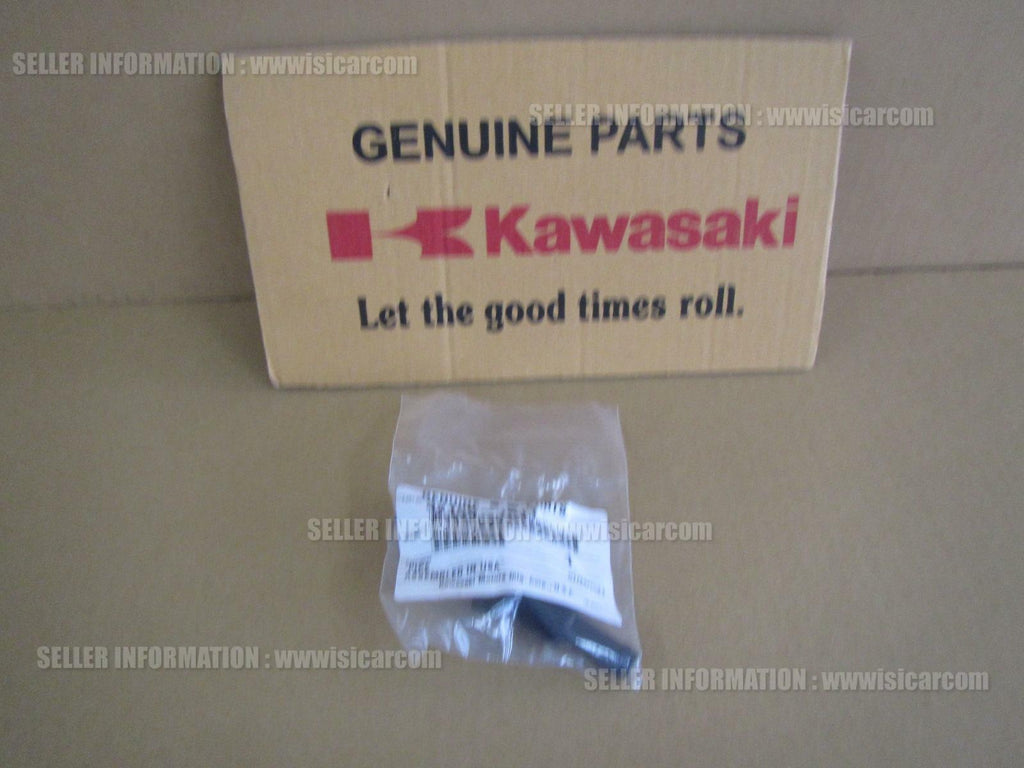 SELLER INFORMATION : wwwisicarcom
SELLER INFORMATION : wwwisicarcom
GENUINE PARTS
Kawasaki
Let the good times roll.
SELLER INFORMATION : wwwisicarcom
SELLER INFORMATION : wwwisicarcom
SELLER INFORMATION : wwwisicarcom